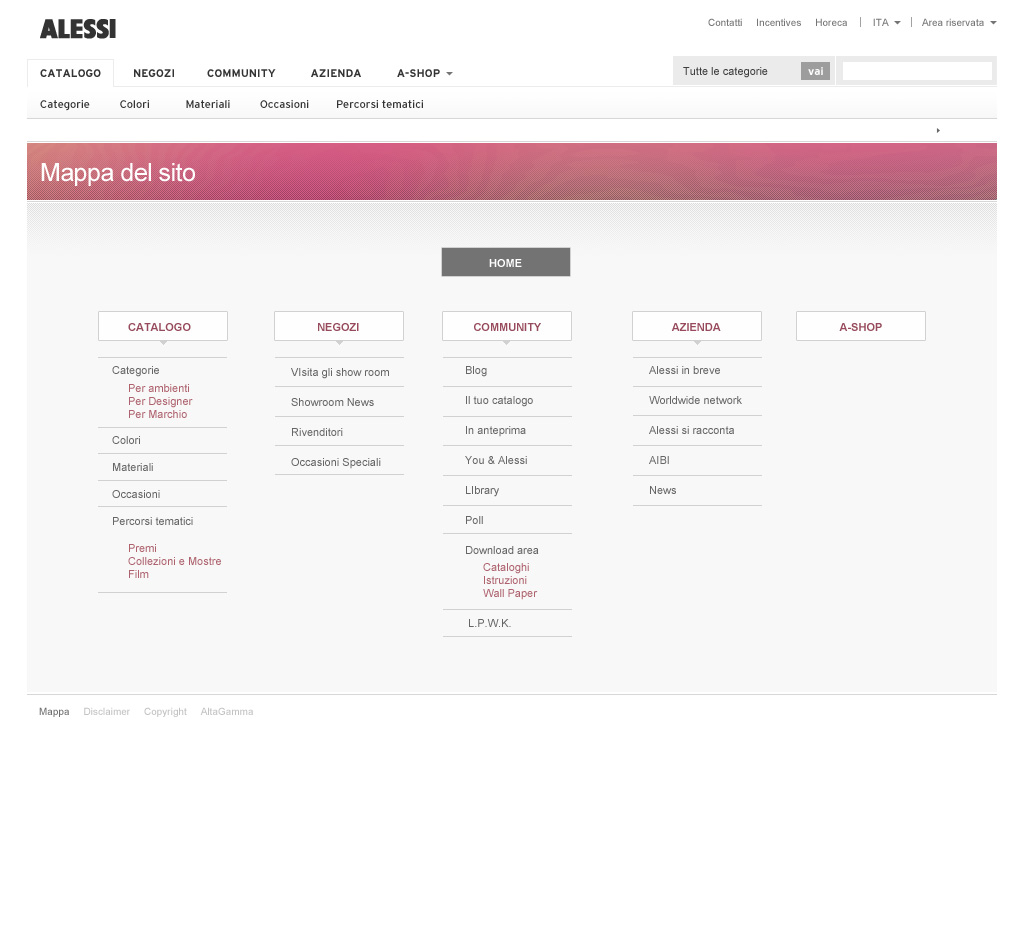 ALESSI
Contatti Incentives Horeca | ITA | Area riservata
CATALOGO NEGOZI COMMUNITY AZIENDA A-SHOP
Tutte le categorie vai
Categorie Colori Materiali Occasioni Percorsi tematici
Mappa del sito
HOME
CATALOGO
Categorie
Per ambienti
Per Designer
Per Marchio
Colori
Materiali
Occasioni
Percorsi tematici
Premi
Collezioni e Mostre
Film
NEGOZI
VIsita gli show room
Showroom News
Rivenditori
Occasioni Speciali
COMMUNITY
Blog
Il tuo catalogo
In anteprima
You & Alessi
LIbrary
Poll
Download area
Cataloghi
Istruzioni
Wall Paper
L.P.W.K.
AZIENDA
Alessi in breve
Worldwide network
Alessi si racconta
AIBI
News
A-SHOP
Mappa Disclaimer Copyright AltaGamma